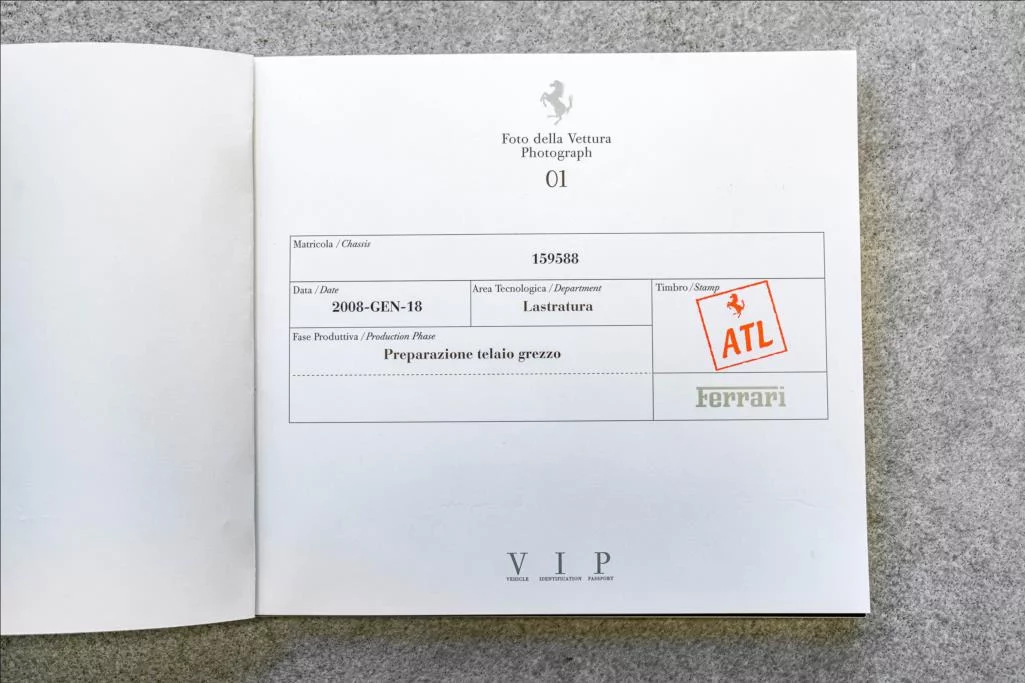 Foto della Vettura
Photograph
01
Matricola / Chassis
159588
Data / Date
2008-GEN-18
Area Tecnologica / Department
Lastratura
Timbro / Stamp
ATL
Fase Produttiva / Production Phase
Preparazione telaio grezzo
Ferrari
V I P
VEHICLE IDENTIFICATION PASSPORT